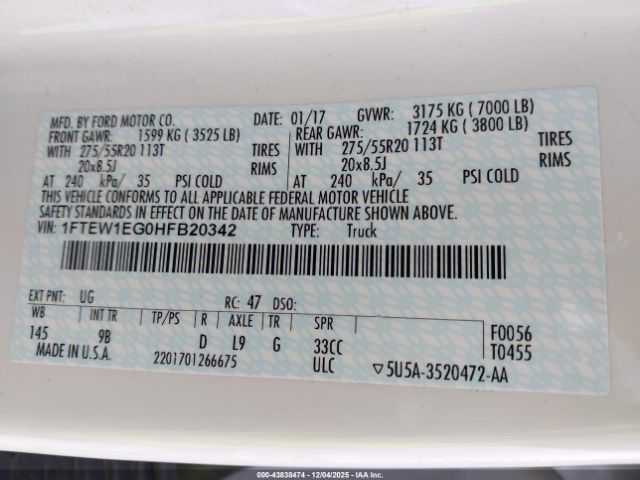 MFD. BY FORD MOTOR CO. DATE: 01/17 GVWR: 3175 KG ( 7000 LB)
FRONT GAWR: 1599 KG ( 3525 LB) REAR GAWR: 1724 KG ( 3800 LB)
WITH 275/55R20 113T TIRES WITH 275/55R20 113T TIRES
20x8.5J RIMS 20x8.5J RIMS
AT 240 kPa/ 35 PSI COLD AT 240 kPa/ 35 PSI COLD
THIS VEHICLE CONFORMS TO ALL APPLICABLE FEDERAL MOTOR VEHICLE
SAFETY STANDARDS IN EFFECT ON THE DATE OF MANUFACTURE SHOWN ABOVE.
VIN: 1FTEW1EG0HFB20342 TYPE: Truck
EXT PNT: UG RC: 47 DSO:
WB INT TR TP/PS R AXLE TR SPR F0056
145 9B D L9 G 33CC T0455
MADE IN U.S.A. 2201701266675 ULC ▽5U5A-3520472-AA
000-43838474 - 12/04/2025 - IAA Inc.